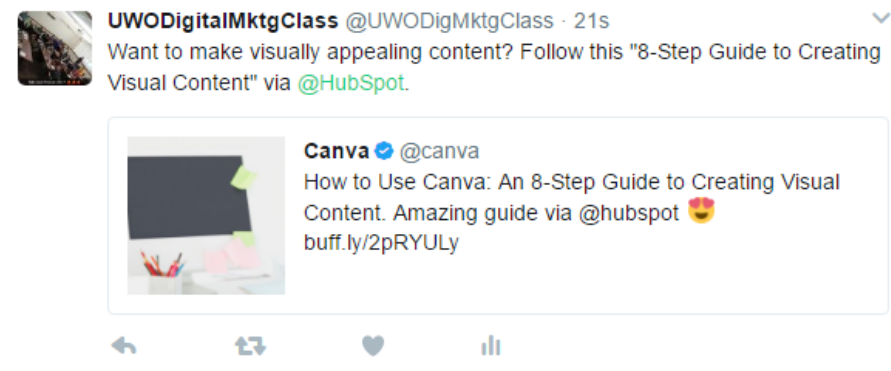 UWODigitalMktgClass @UWODigMktgClass · 21s
Want to make visually appealing content? Follow this "8-Step Guide to Creating
Visual Content" via @HubSpot.
Canva @canva
How to Use Canva: An 8-Step Guide to Creating Visual
Content. Amazing guide via @hubspot 😍
buff.ly/2pRYULy